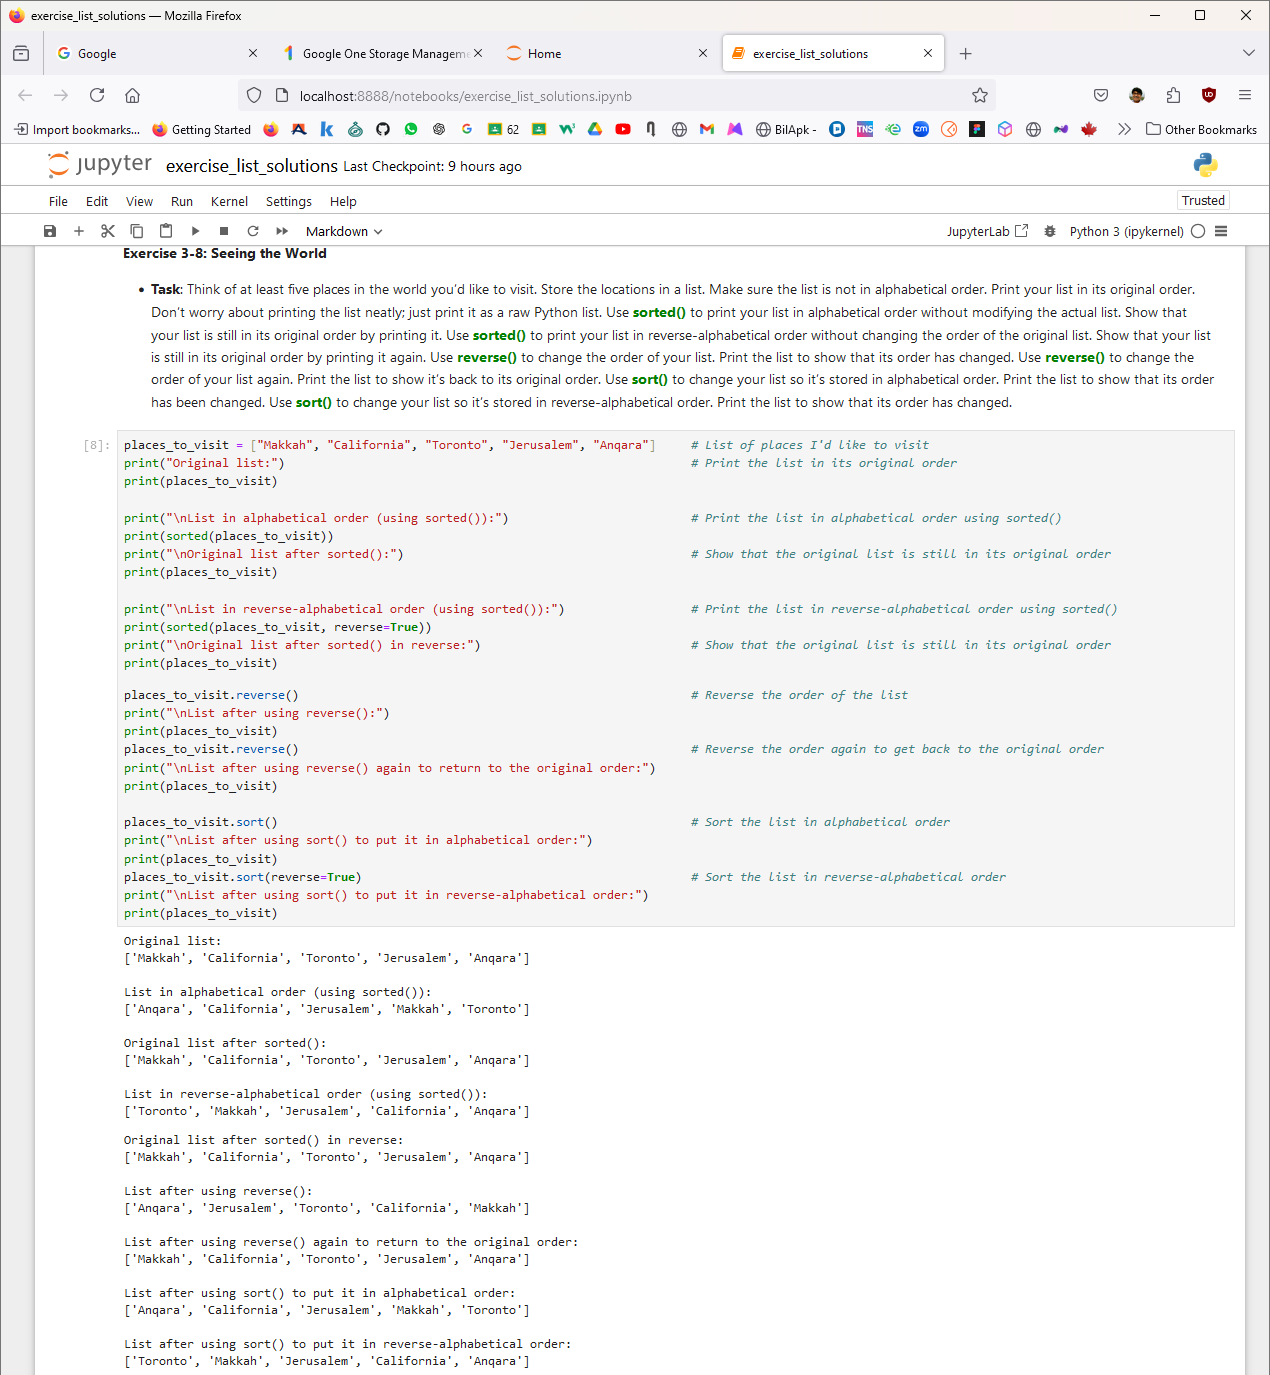 exercise_list_solutions — Mozilla Firefox
Google
Google One Storage Managem
Home
exercise_list_solutions
localhost:8888/notebooks/exercise_list_solutions.ipynb
Import bookmarks...
Getting Started
62
BilApk -
TNS
zm
Other Bookmarks
jupyter
exercise_list_solutions Last Checkpoint: 9 hours ago
File Edit View Run Kernel Settings Help
Trusted
Markdown
JupyterLab
Python 3 (ipykernel)
Exercise 3-8: Seeing the World
• Task: Think of at least five places in the world you’d like to visit. Store the locations in a list. Make sure the list is not in alphabetical order. Print your list in its original order.
Don’t worry about printing the list neatly; just print it as a raw Python list. Use sorted() to print your list in alphabetical order without modifying the actual list. Show that
your list is still in its original order by printing it. Use sorted() to print your list in reverse-alphabetical order without changing the order of the original list. Show that your list
is still in its original order by printing it again. Use reverse() to change the order of your list. Print the list to show that its order has changed. Use reverse() to change the
order of your list again. Print the list to show it’s back to its original order. Use sort() to change your list so it’s stored in alphabetical order. Print the list to show that its order
has been changed. Use sort() to change your list so it’s stored in reverse-alphabetical order. Print the list to show that its order has changed.
[8]: places_to_visit = ["Makkah", "California", "Toronto", "Jerusalem", "Anqara"] # List of places I'd like to visit
print("Original list:") # Print the list in its original order
print(places_to_visit)
print("\nList in alphabetical order (using sorted()):") # Print the list in alphabetical order using sorted()
print(sorted(places_to_visit))
print("\nOriginal list after sorted():") # Show that the original list is still in its original order
print(places_to_visit)
print("\nList in reverse-alphabetical order (using sorted()):") # Print the list in reverse-alphabetical order using sorted()
print(sorted(places_to_visit, reverse=True))
print("\nOriginal list after sorted() in reverse:") # Show that the original list is still in its original order
print(places_to_visit)
places_to_visit.reverse() # Reverse the order of the list
print("\nList after using reverse():")
print(places_to_visit)
places_to_visit.reverse() # Reverse the order again to get back to the original order
print("\nList after using reverse() again to return to the original order:")
print(places_to_visit)
places_to_visit.sort() # Sort the list in alphabetical order
print("\nList after using sort() to put it in alphabetical order:")
print(places_to_visit)
places_to_visit.sort(reverse=True) # Sort the list in reverse-alphabetical order
print("\nList after using sort() to put it in reverse-alphabetical order:")
print(places_to_visit)
Original list:
['Makkah', 'California', 'Toronto', 'Jerusalem', 'Anqara']
List in alphabetical order (using sorted()):
['Anqara', 'California', 'Jerusalem', 'Makkah', 'Toronto']
Original list after sorted():
['Makkah', 'California', 'Toronto', 'Jerusalem', 'Anqara']
List in reverse-alphabetical order (using sorted()):
['Toronto', 'Makkah', 'Jerusalem', 'California', 'Anqara']
Original list after sorted() in reverse:
['Makkah', 'California', 'Toronto', 'Jerusalem', 'Anqara']
List after using reverse():
['Anqara', 'Jerusalem', 'Toronto', 'California', 'Makkah']
List after using reverse() again to return to the original order:
['Makkah', 'California', 'Toronto', 'Jerusalem', 'Anqara']
List after using sort() to put it in alphabetical order:
['Anqara', 'California', 'Jerusalem', 'Makkah', 'Toronto']
List after using sort() to put it in reverse-alphabetical order:
['Toronto', 'Makkah', 'Jerusalem', 'California', 'Anqara']